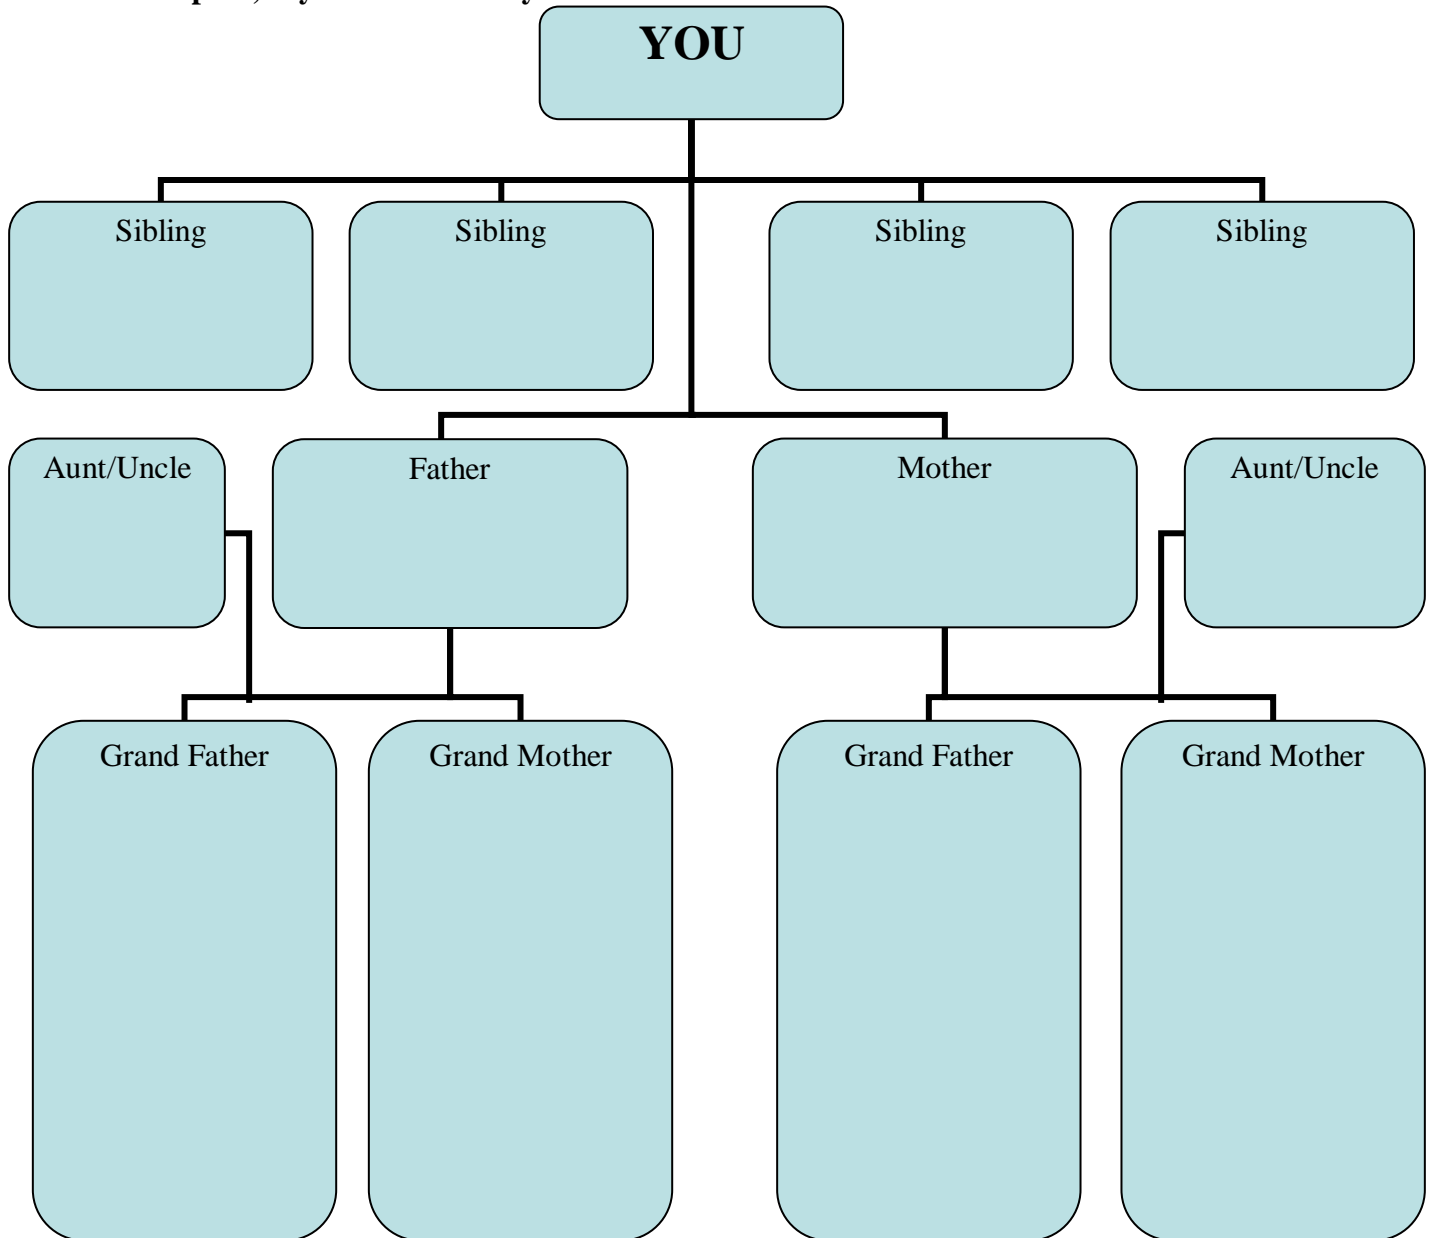 YOU
Sibling Sibling Sibling Sibling
Aunt/Uncle Father Mother Aunt/Uncle
Grand Father Grand Mother Grand Father Grand Mother